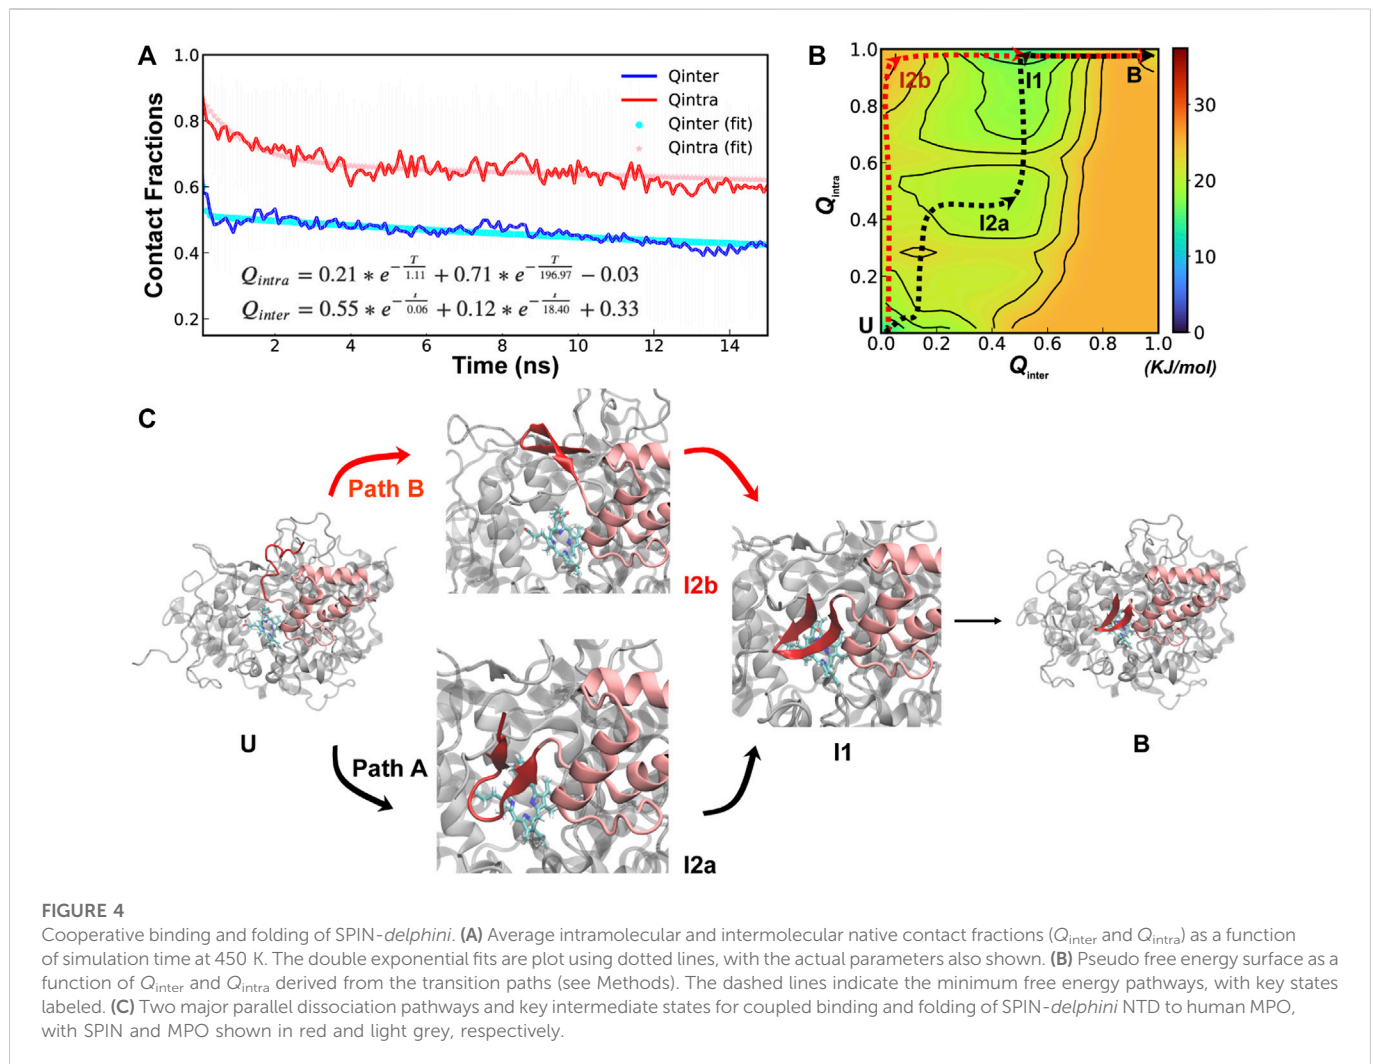 A
Contact Fractions
1.0
0.8
0.6
0.4
0.2
Qinter
Qintra
Qinter (fit)
Qintra (fit)
Q_intra = 0.21 * e^{-T/1.11} + 0.71 * e^{-T/196.97} − 0.03
Q_inter = 0.55 * e^{-t/0.06} + 0.12 * e^{-t/18.40} + 0.33
2 4 6 8 10 12 14
Time (ns)
B
Q_intra
1.0
0.8
0.6
0.4
0.2
U
I2b
I1
B
I2a
0.0 0.2 0.4 0.6 0.8 1.0
Q_inter
30
20
10
0
(KJ/mol)
C
Path B
I2b
U
Path A
I2a
I1
B
FIGURE 4
Cooperative binding and folding of SPIN-delphini. (A) Average intramolecular and intermolecular native contact fractions (Q_inter and Q_intra) as a function
of simulation time at 450 K. The double exponential fits are plot using dotted lines, with the actual parameters also shown. (B) Pseudo free energy surface as a
function of Q_inter and Q_intra derived from the transition paths (see Methods). The dashed lines indicate the minimum free energy pathways, with key states
labeled. (C) Two major parallel dissociation pathways and key intermediate states for coupled binding and folding of SPIN-delphini NTD to human MPO,
with SPIN and MPO shown in red and light grey, respectively.